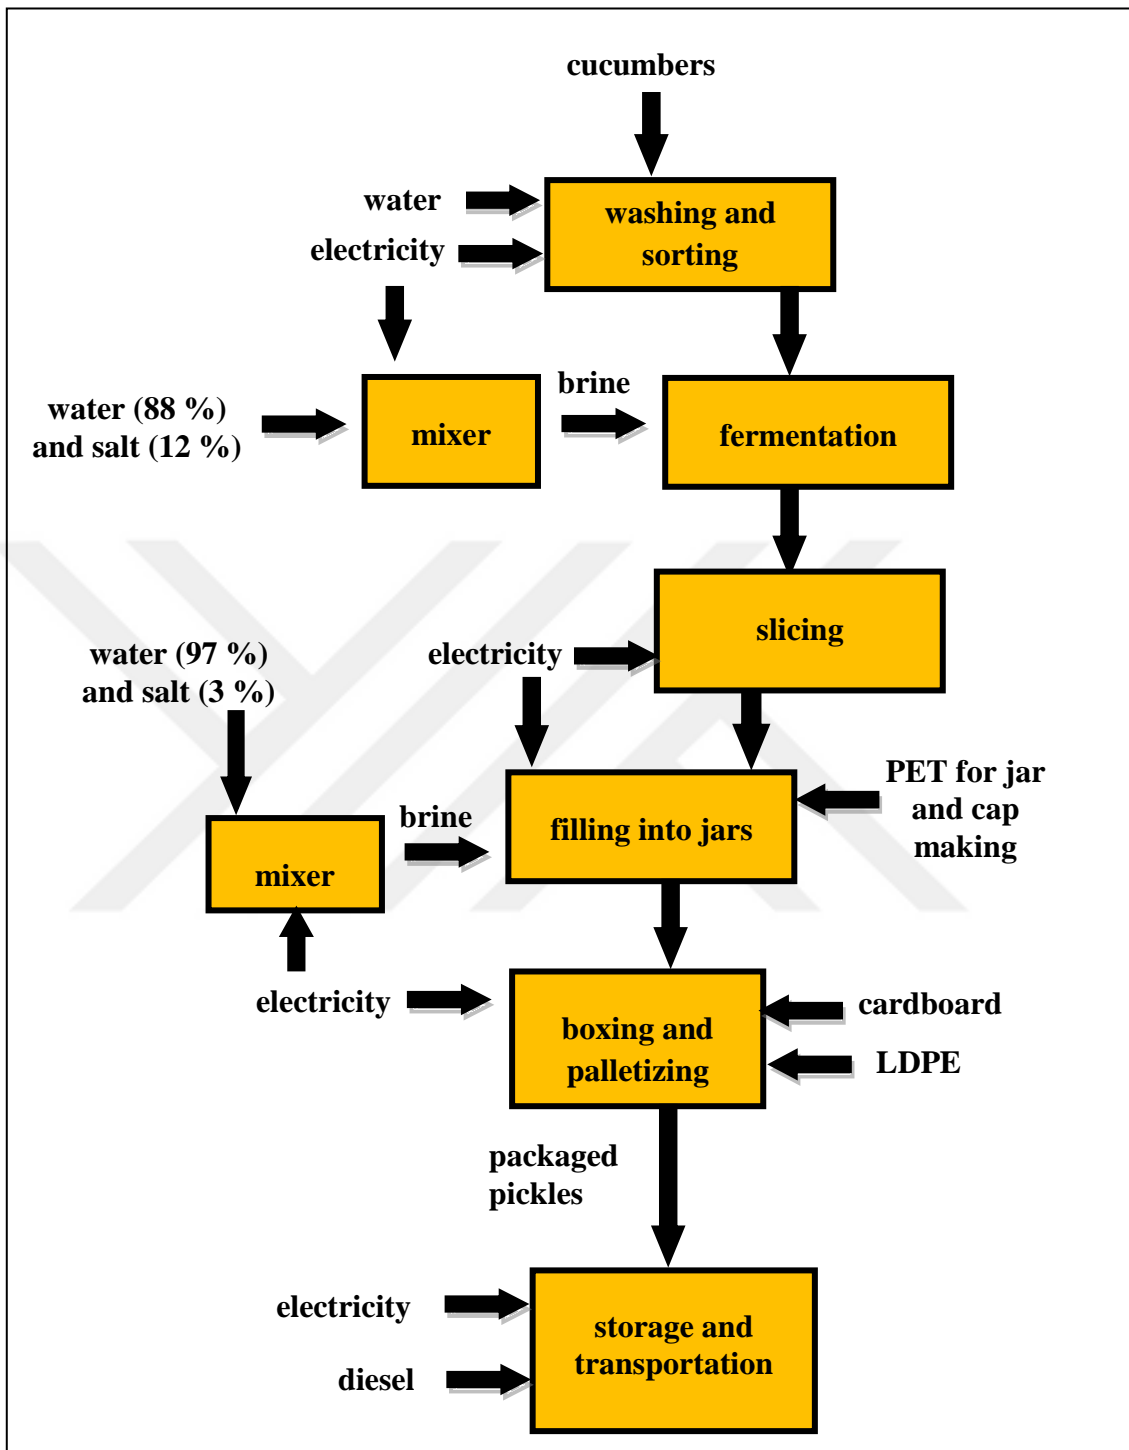 cucumbers
water
electricity
washing and
sorting
water (88 %)
and salt (12 %)
mixer
brine
fermentation
slicing
electricity
water (97 %)
and salt (3 %)
mixer
brine
filling into jars
PET for jar
and cap
making
electricity
boxing and
palletizing
cardboard
LDPE
packaged
pickles
electricity
diesel
storage and
transportation